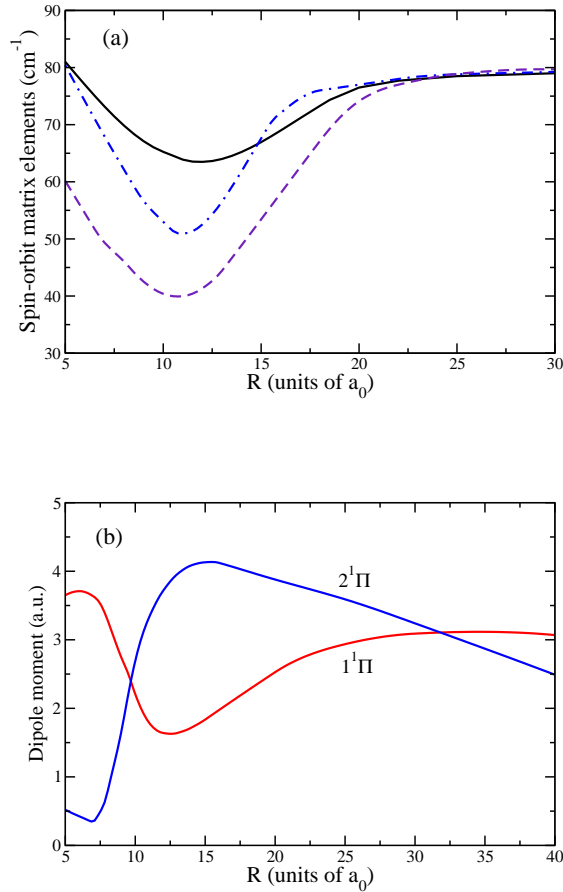 (a)
Spin-orbit matrix elements (cm⁻¹)
90
80
70
60
50
40
30
5 10 15 20 25 30
R (units of a₀)
(b)
Dipole moment (a.u.)
5
4
3
2
1
0
2¹Π
1¹Π
5 10 15 20 25 30 35 40
R (units of a₀)